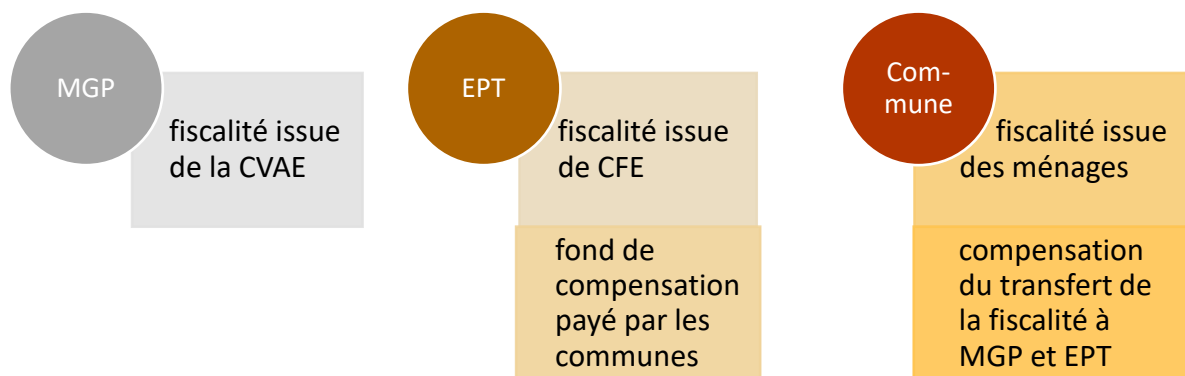 MGP
fiscalité issue
de la CVAE
EPT
fiscalité issue
de CFE
fond de
compensation
payé par les
communes
Com-
mune
fiscalité issue
des ménages
compensation
du transfert de
la fiscalité à
MGP et EPT